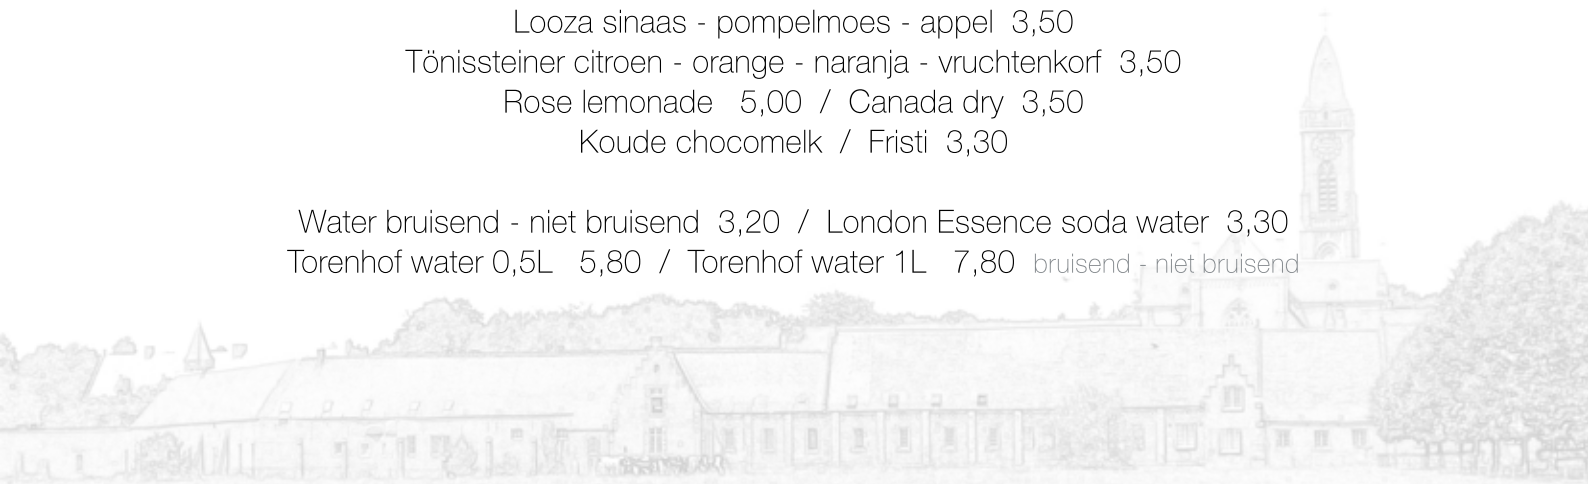 Looza sinaas - pompelmoes - appel 3,50
Tönissteiner citroen - orange - naranja - vruchtenkorf 3,50
Rose lemonade 5,00 / Canada dry 3,50
Koude chocomelk / Fristi 3,30
Water bruisend - niet bruisend 3,20 / London Essence soda water 3,30
Torenhof water 0,5L 5,80 / Torenhof water 1L 7,80 bruisend - niet bruisend